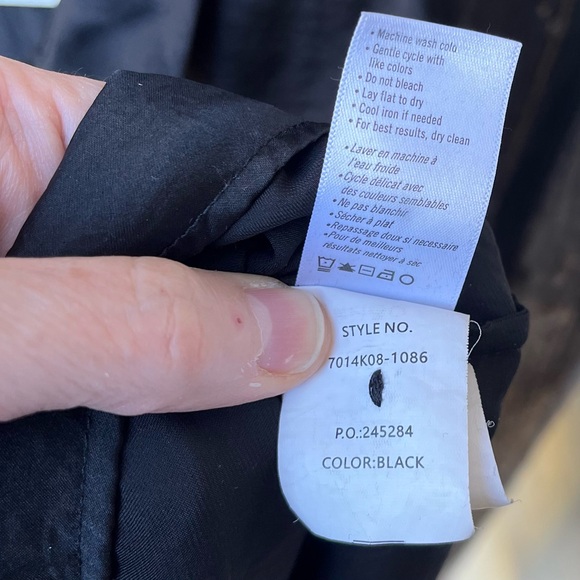 • Machine wash cold
• Gentle cycle with
like colors
• Do not bleach
• Lay flat to dry
• Cool iron if needed
• For best results, dry clean
• Laver en machine à
l'eau froide
• Cycle délicat avec
des couleurs semblables
• Ne pas blanchir
• Sécher à plat
• Repassage doux si necessaire
• Pour de meilleurs
résultats nettoyer à sec
STYLE NO.
7014K08-1086
P.O.:245284
COLOR:BLACK